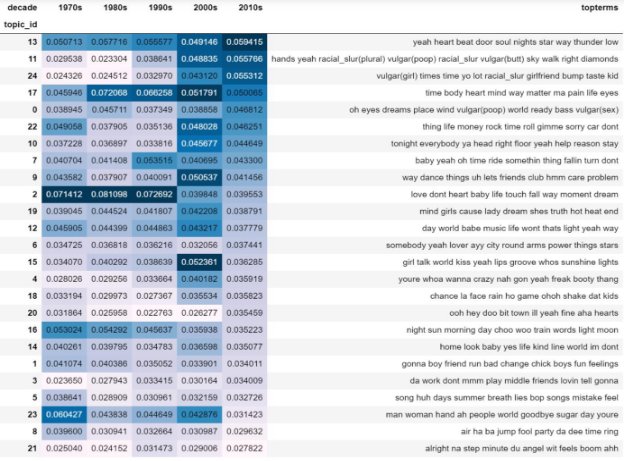 decade 1970s 1980s 1990s 2000s 2010s topterms
topic_id
13 0.050713 0.057716 0.055577 0.049146 0.059415 yeah heart beat door soul nights star way thunder low
11 0.029538 0.023304 0.038641 0.048835 0.055766 hands yeah racial_slur(plural) vulgar(poop) racial_slur vulgar(butt) sky walk right diamonds
24 0.026326 0.024512 0.032970 0.043120 0.055312 vulgar(girl) times time yo lot racial_slur girlfriend bump taste kid
17 0.045946 0.072068 0.066258 0.051791 0.050065 time body heart mind way matter ma pain life eyes
0 0.038945 0.045711 0.037349 0.038858 0.046812 oh eyes dreams place wind vulgar(poop) world ready bass vulgar(sex)
22 0.049058 0.037905 0.035136 0.048028 0.046251 thing life money rock time roll gimme sorry car dont
10 0.037228 0.036897 0.033816 0.045677 0.044649 tonight everybody ya head right floor yeah help reason stay
7 0.040704 0.041408 0.053515 0.040695 0.043300 baby yeah oh time ride somethin thing fallin turn dont
9 0.043582 0.037907 0.040091 0.050537 0.041456 way dance things uh lets friends club hmm care problem
2 0.071412 0.081098 0.072692 0.039848 0.039553 love dont heart baby life touch fall way moment dream
19 0.039045 0.044524 0.041807 0.042208 0.038791 mind girls cause lady dream shes truth hot heat end
12 0.045905 0.044399 0.044863 0.043217 0.037779 day world babe music life wont thats light yeah way
6 0.034725 0.036818 0.036216 0.032056 0.037441 somebody yeah lover ayy city round arms power things stars
15 0.034070 0.040292 0.038639 0.052361 0.036285 girl talk world kiss yeah lips groove whos sunshine lights
4 0.028026 0.029256 0.033664 0.040182 0.035919 youre whoa wanna crazy nah gon yeah freak booty thang
18 0.033194 0.029973 0.027367 0.035534 0.035823 chance la face rain ho game ohoh shake dat kids
20 0.031864 0.025958 0.022763 0.026277 0.035459 ooh hey doo bit town ill yeah fine aha hearts
16 0.053024 0.054292 0.045637 0.035938 0.035223 night sun morning day choo woo train words light moon
14 0.040261 0.039795 0.034783 0.036598 0.035077 home look baby yes life kind line world im dont
1 0.041074 0.040386 0.035052 0.033901 0.034011 gonna boy friend run bad change chick boys fun feelings
3 0.023650 0.027943 0.033415 0.030164 0.034009 da work dont mmm play middle friends lovin tell gonna
5 0.038641 0.028909 0.030961 0.032159 0.032726 song huh days summer breath lies bop songs mistake feel
23 0.060427 0.043838 0.044649 0.042876 0.031423 man woman hand ah people world goodbye sugar day youre
8 0.039600 0.030941 0.032664 0.030987 0.029632 air ha ba jump fool party da dee time ring
21 0.025040 0.024152 0.031473 0.029006 0.027822 alright na step minute du angel wit feels boom ahh